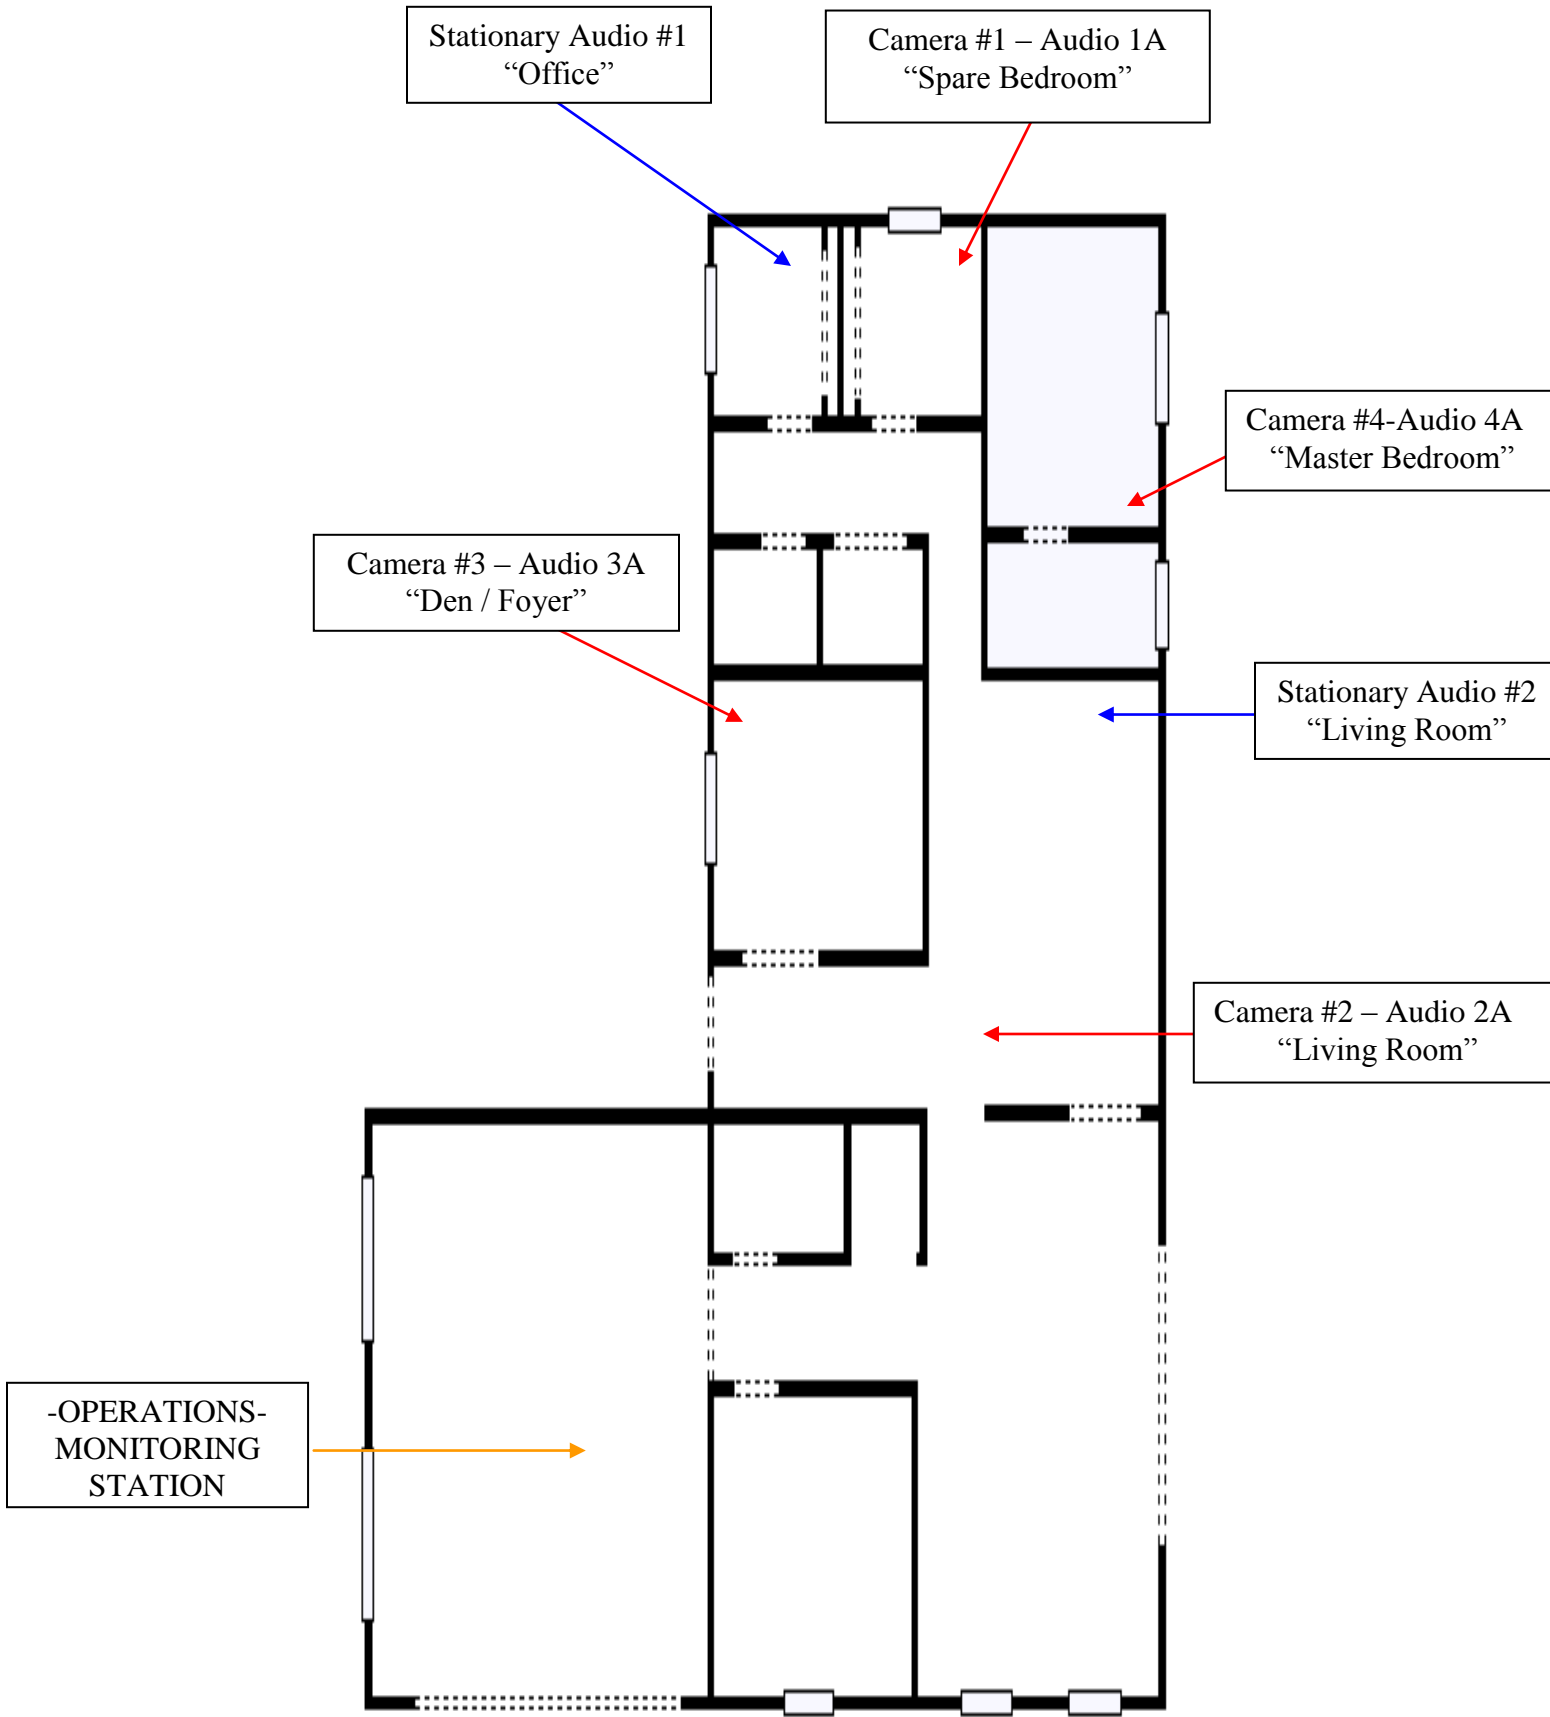 Stationary Audio #1
“Office”
Camera #1 – Audio 1A
“Spare Bedroom”
Camera #4-Audio 4A
“Master Bedroom”
Camera #3 – Audio 3A
“Den / Foyer”
Stationary Audio #2
“Living Room”
Camera #2 – Audio 2A
“Living Room”
-OPERATIONS-
MONITORING
STATION